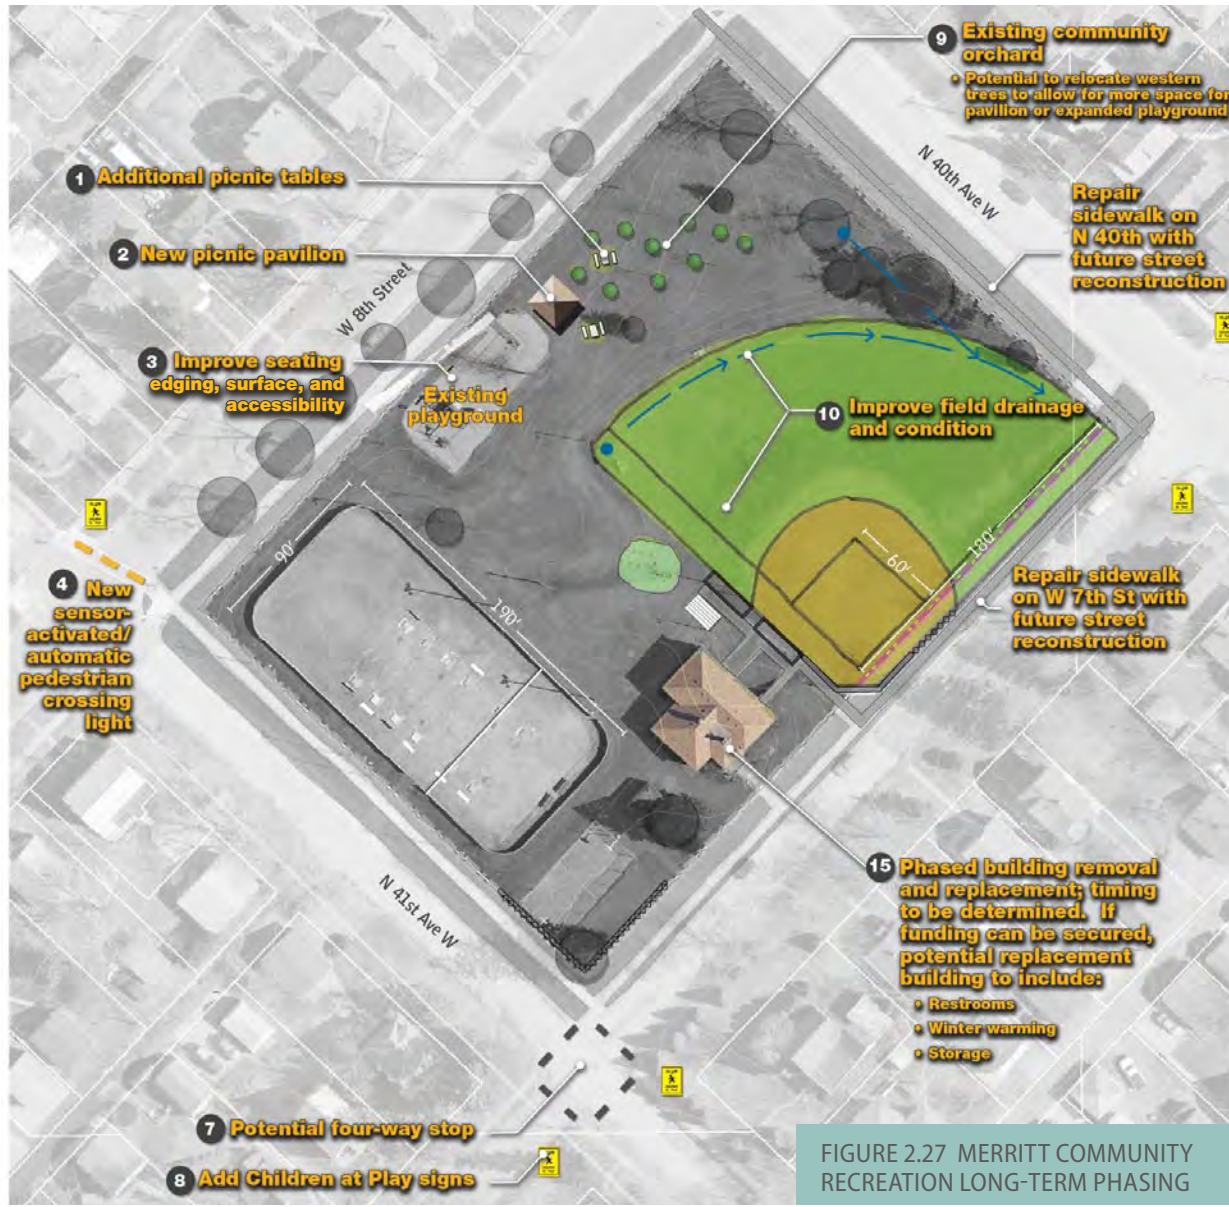 9 Existing community
orchard
• Potential to relocate western
trees to allow for more space for
pavilion or expanded playground
N 40th Ave W
1 Additional picnic tables
Repair
sidewalk on
N 40th with
future street
reconstruction
2 New picnic pavilion
W 8th Street
3 Improve seating
edging, surface, and
accessibility
Existing
playground
10 Improve field drainage
and condition
90'
190'
60'
180'
4 New
sensor-
activated/
automatic
pedestrian
crossing
light
Repair sidewalk
on W 7th St with
future street
reconstruction
N 41st Ave W
15 Phased building removal
and replacement; timing
to be determined. If
funding can be secured,
potential replacement
building to include:
• Restrooms
• Winter warming
• Storage
7 Potential four-way stop
8 Add Children at Play signs
FIGURE 2.27 MERRITT COMMUNITY
RECREATION LONG-TERM PHASING